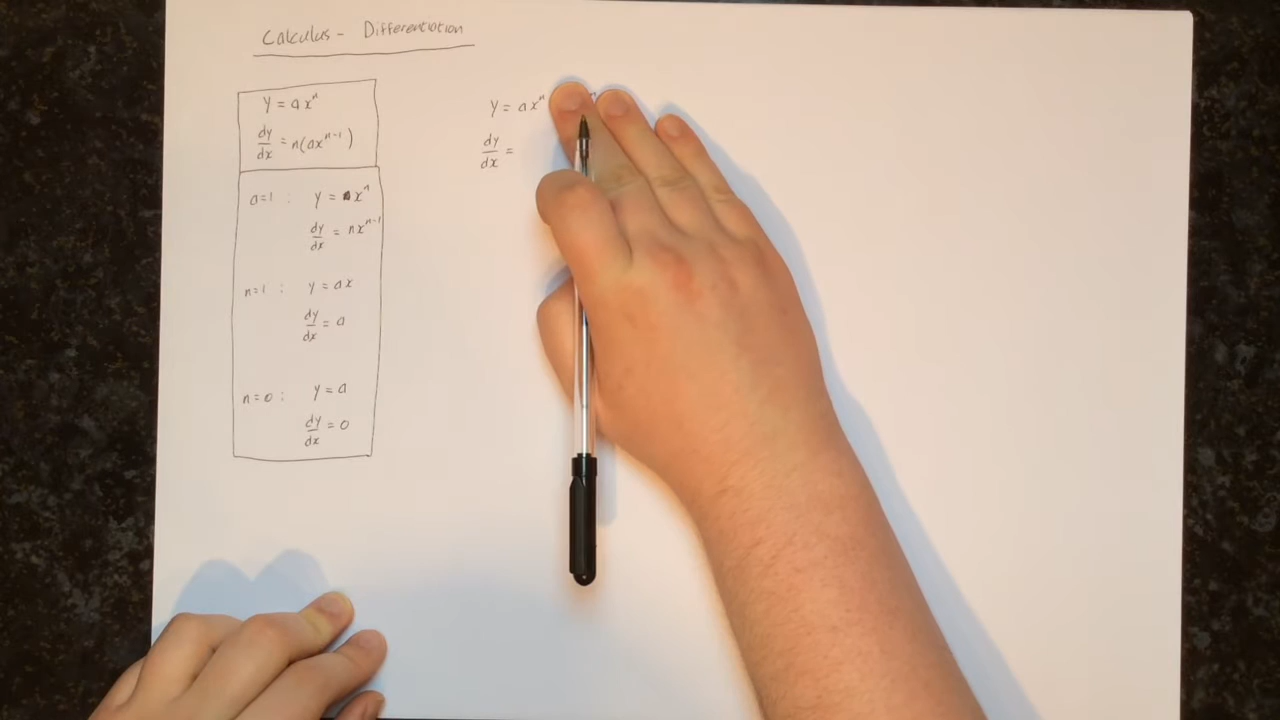 Calculus - Differentiation
y = ax^n
dy/dx = n(ax^{n-1})
a=1 : y = x^n
dy/dx = nx^{n-1}
n=1 : y = ax
dy/dx = a
n=0 : y = a
dy/dx = 0
y = ax^n
dy/dx =